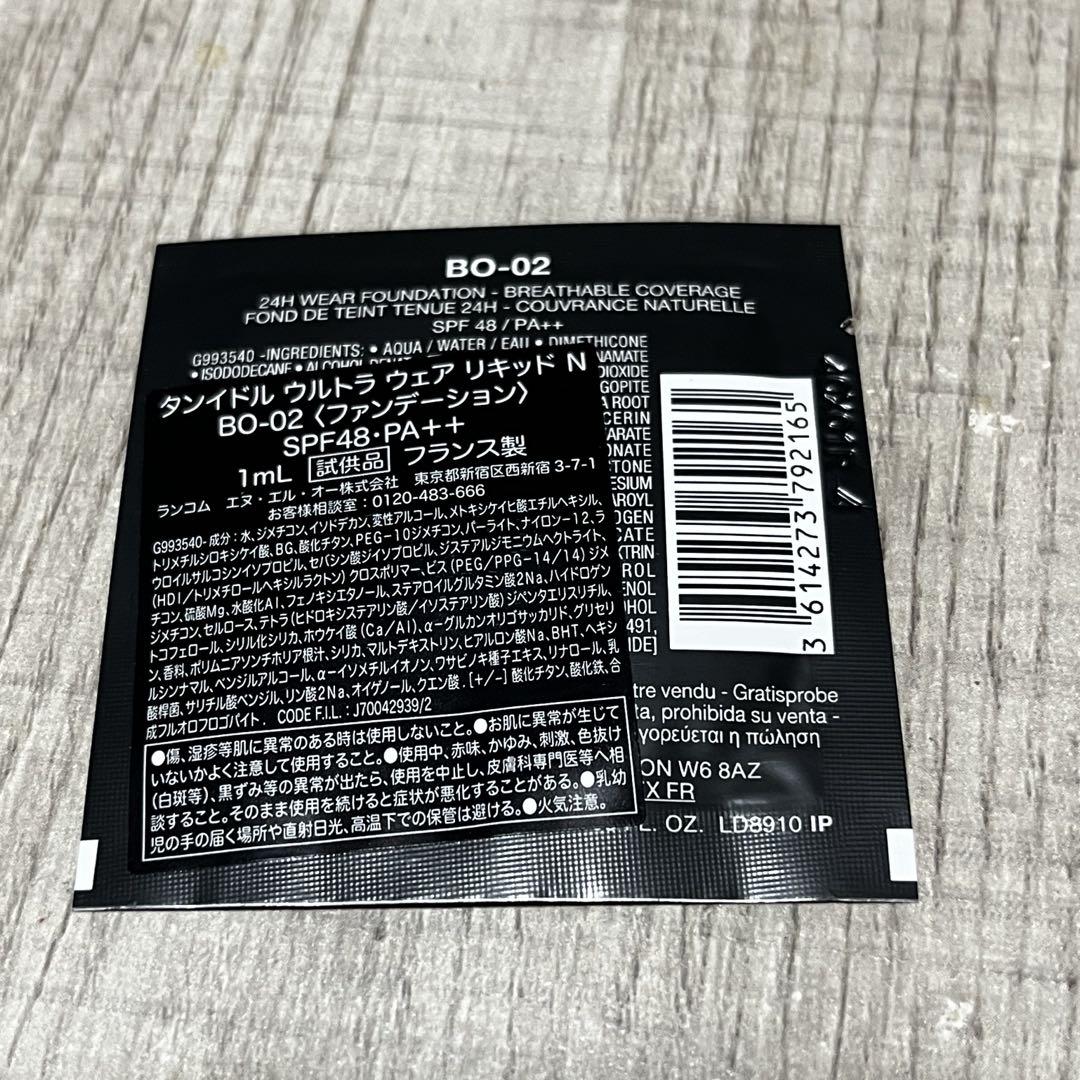 BO-02
24H WEAR FOUNDATION - BREATHABLE COVERAGE
FOND DE TEINT TENUE 24H - COUVRANCE NATURELLE
SPF 48 / PA++
G993540 -INGREDIENTS: • AQUA / WATER / EAU • DIMETHICONE
• ISODODECANE • ALCOHOL
NAMATE
DIOXIDE
GOPITE
A ROOT
CERIN
ARATE
ONATE
CTONE
ESIUM
AROYL
OGEN
CATE
XTRIN
ROL
ENOL
OHOL
491,
IDE]
タンイドル ウルトラ ウェア リキッド N
BO-02〈ファンデーション〉
SPF48・PA++
1mL 試供品 フランス製
ランコム エヌ・エル・オー株式会社 東京都新宿区西新宿 3-7-1
お客様相談室：0120-483-666
G993540-成分：水、ジメチコン、イソドデカン、変性アルコール、メトキシケイヒ酸エチルヘキシル、
トリメチルシロキシケイ酸、BG、酸化チタン、PEG-10ジメチコン、パーライト、ナイロン-12、ラ
ウロイルサルコシンイソプロピル、セバシン酸ジイソプロピル、ジステアルジモニウムヘクトライト、
(HDI/トリメチロールヘキシルラクトン) クロスポリマー、ビス(PEG/PPG-14/14)ジメ
チコン、硫酸Mg、水酸化Al、フェノキシエタノール、ステアロイルグルタミン酸2Na、ハイドロゲン
ジメチコン、セルロース、テトラ(ヒドロキシステアリン酸/イソステアリン酸)ジペンタエリスリチル、
トコフェロール、シリル化シリカ、ホウケイ酸(Ca/Al)、α-グルカンオリゴサッカリド、グリセリ
ン、香料、ポリムニアソンチホリア根汁、シリカ、マルトデキストリン、ヒアルロン酸Na、BHT、ヘキシ
ルシンナマル、ベンジルアルコール、α-イソメチルイオノン、ワサビノキ種子エキス、リナロール、乳
酸桿菌、サリチル酸ベンジル、リン酸2Na、オイゲノール、クエン酸．[+/−] 酸化チタン、酸化鉄、合
成フルオフロゴパイト． CODE F.I.L.：J70042939/2
●傷、湿疹等肌に異常のある時は使用しないこと。●お肌に異常が生じて
いないかよく注意して使用すること。●使用中、赤味、かゆみ、刺激、色抜け
(白斑等)、黒ずみ等の異常が出たら、使用を中止し、皮膚科専門医等へ相
談すること。そのまま使用を続けると症状が悪化することがある。●乳幼
児の手の届く場所や直射日光、高温下での保管は避ける。●火気注意。
3 614273 792165
tre vendu - Gratisprobe
ta, prohibida su venta -
γορεύεται η πώληση
ON W6 8AZ
X FR
L. OZ. LD8910 IP